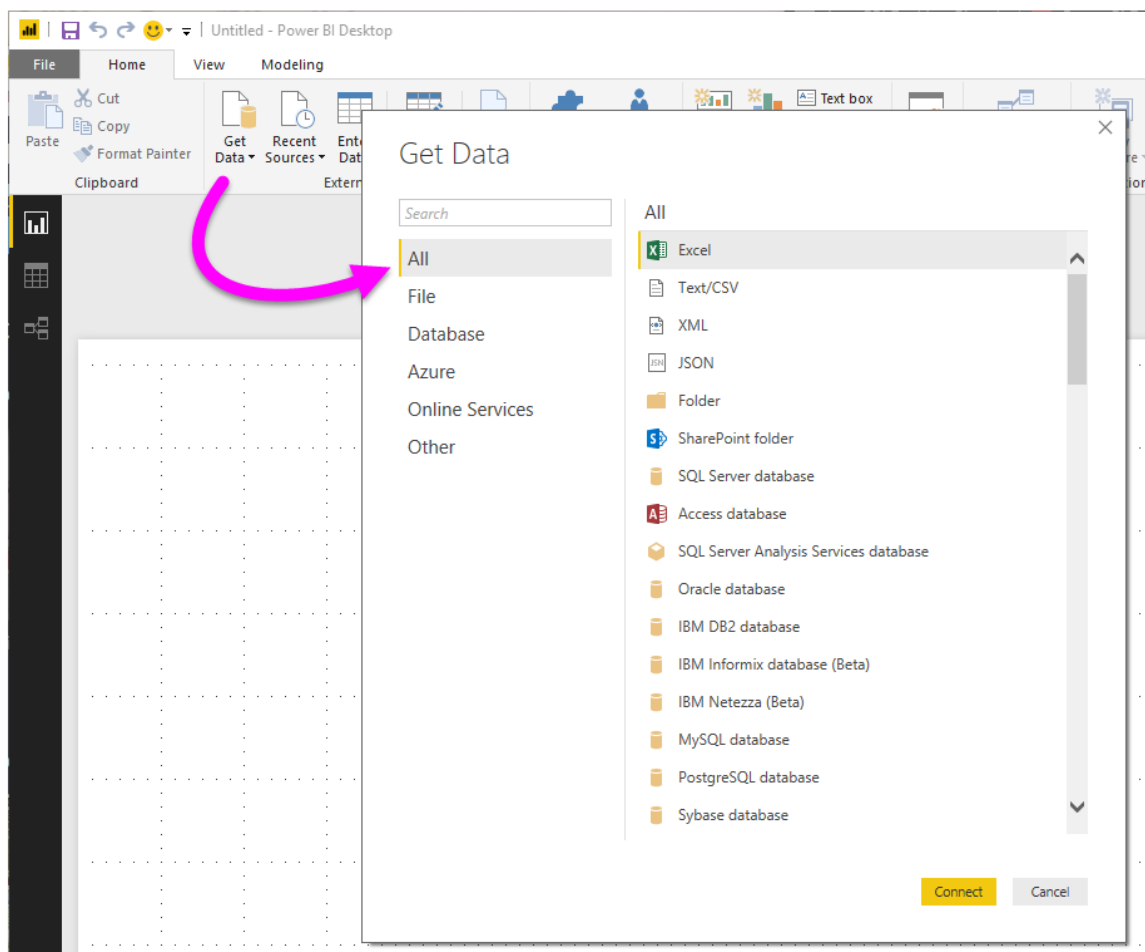 Untitled - Power BI Desktop
File Home View Modeling
Paste
Cut
Copy
Format Painter
Clipboard
Get Data
Recent Sources
Text box
Get Data
Search
All
File
Database
Azure
Online Services
Other
All
Excel
Text/CSV
XML
JSON
Folder
SharePoint folder
SQL Server database
Access database
SQL Server Analysis Services database
Oracle database
IBM DB2 database
IBM Informix database (Beta)
IBM Netezza (Beta)
MySQL database
PostgreSQL database
Sybase database
Connect Cancel